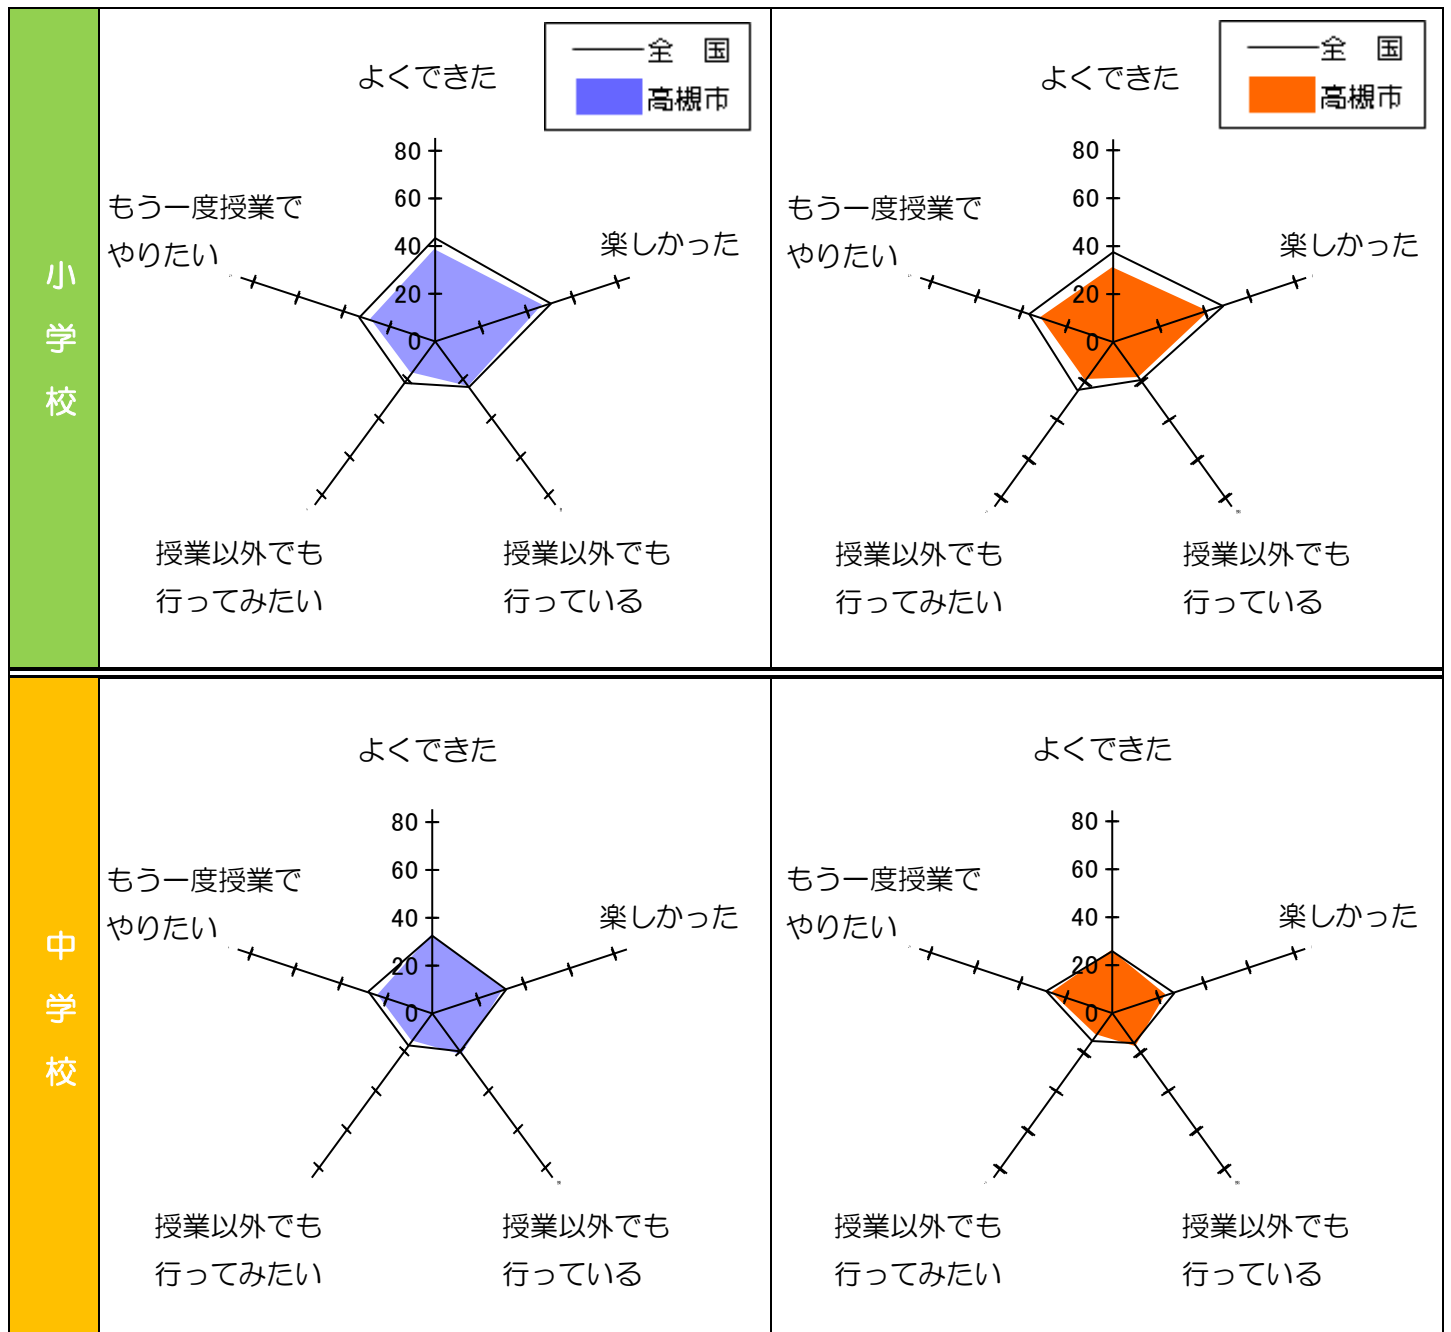 小学校
全　国
高槻市
よくできた
80
60
40
20
0
もう一度授業で
やりたい
楽しかった
授業以外でも
行ってみたい
授業以外でも
行っている
全　国
高槻市
よくできた
80
60
40
20
0
もう一度授業で
やりたい
楽しかった
授業以外でも
行ってみたい
授業以外でも
行っている
中学校
よくできた
80
60
40
20
0
もう一度授業で
やりたい
楽しかった
授業以外でも
行ってみたい
授業以外でも
行っている
よくできた
80
60
40
20
0
もう一度授業で
やりたい
楽しかった
授業以外でも
行ってみたい
授業以外でも
行っている